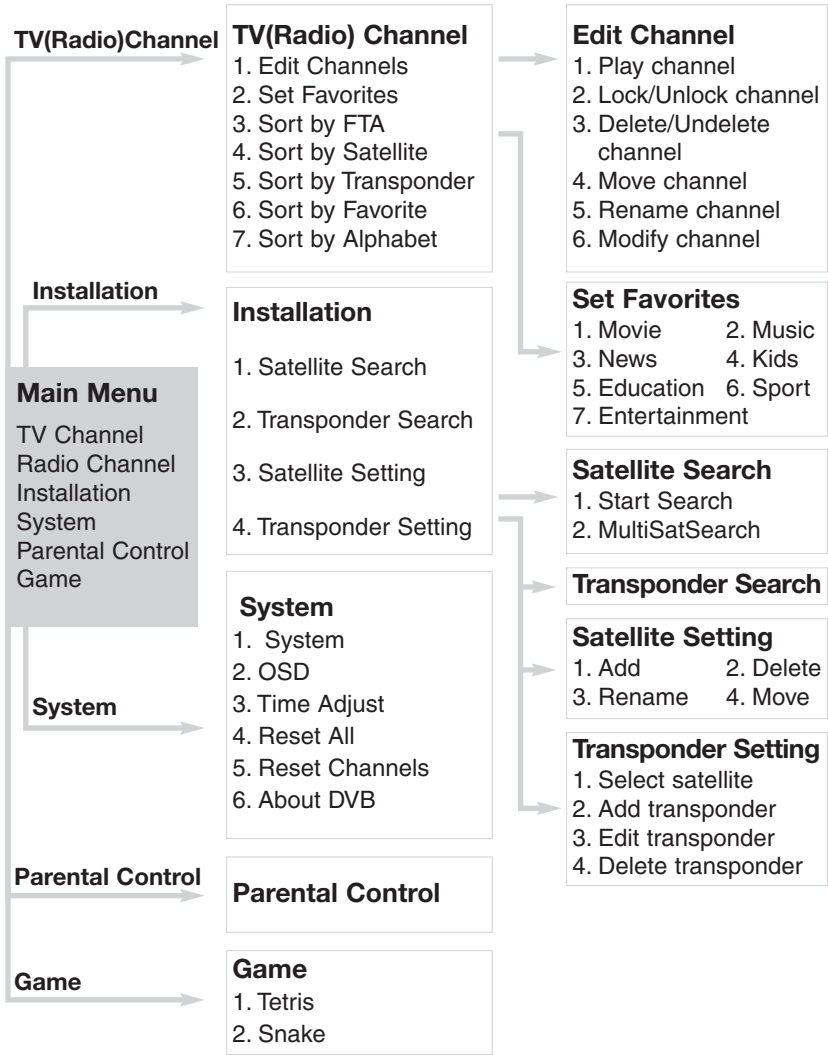 TV(Radio)Channel
TV(Radio) Channel
1. Edit Channels
2. Set Favorites
3. Sort by FTA
4. Sort by Satellite
5. Sort by Transponder
6. Sort by Favorite
7. Sort by Alphabet
Edit Channel
1. Play channel
2. Lock/Unlock channel
3. Delete/Undelete
channel
4. Move channel
5. Rename channel
6. Modify channel
Set Favorites
1. Movie 2. Music
3. News 4. Kids
5. Education 6. Sport
7. Entertainment
Installation
Installation
1. Satellite Search
2. Transponder Search
3. Satellite Setting
4. Transponder Setting
Main Menu
TV Channel
Radio Channel
Installation
System
Parental Control
Game
Satellite Search
1. Start Search
2. MultiSatSearch
Transponder Search
Satellite Setting
1. Add 2. Delete
3. Rename 4. Move
Transponder Setting
1. Select satellite
2. Add transponder
3. Edit transponder
4. Delete transponder
System
System
1. System
2. OSD
3. Time Adjust
4. Reset All
5. Reset Channels
6. About DVB
Parental Control
Parental Control
Game
Game
1. Tetris
2. Snake